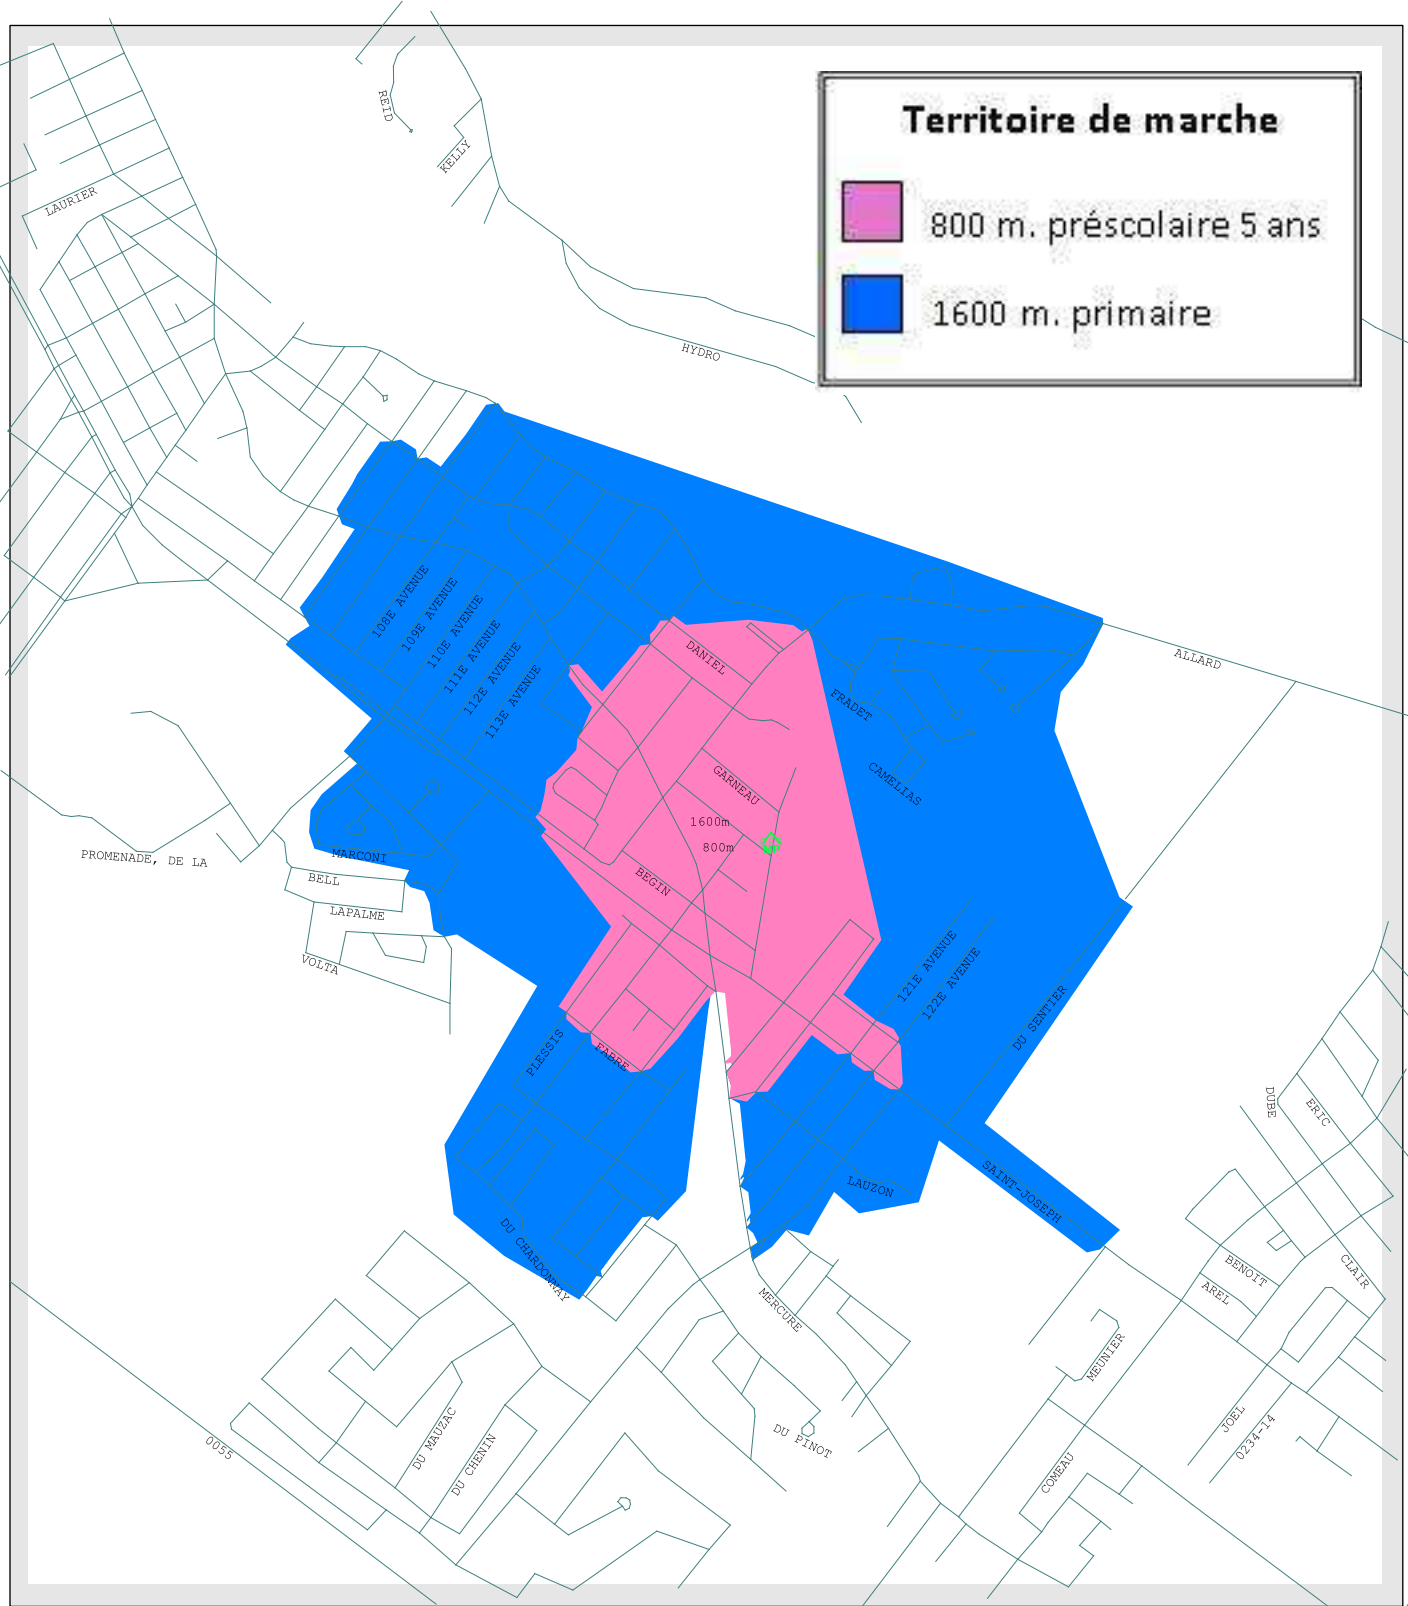 Territoire de marche
800 m. préscolaire 5 ans
1600 m. primaire
REID
KELLY
LAURIER
HYDRO
108E AVENUE
109E AVENUE
110E AVENUE
111E AVENUE
112E AVENUE
113E AVENUE
DANIEL
ALLARD
FRADET
CAMELIAS
GARNEAU
1600m
800m
PROMENADE, DE LA
MARCONI
BELL
BEGIN
LAPALME
VOLTA
121E AVENUE
122E AVENUE
DU SENTIER
PLESSIS
FABRE
DUBE
ERIC
LAUZON
SAINT-JOSEPH
DU CHARDONNAY
MERCURE
BENOIT
AREL
CLAIR
MEUNIER
0055
DU MAUZAC
DU CHENIN
DU PINOT
COMEAU
JOEL
0234-14